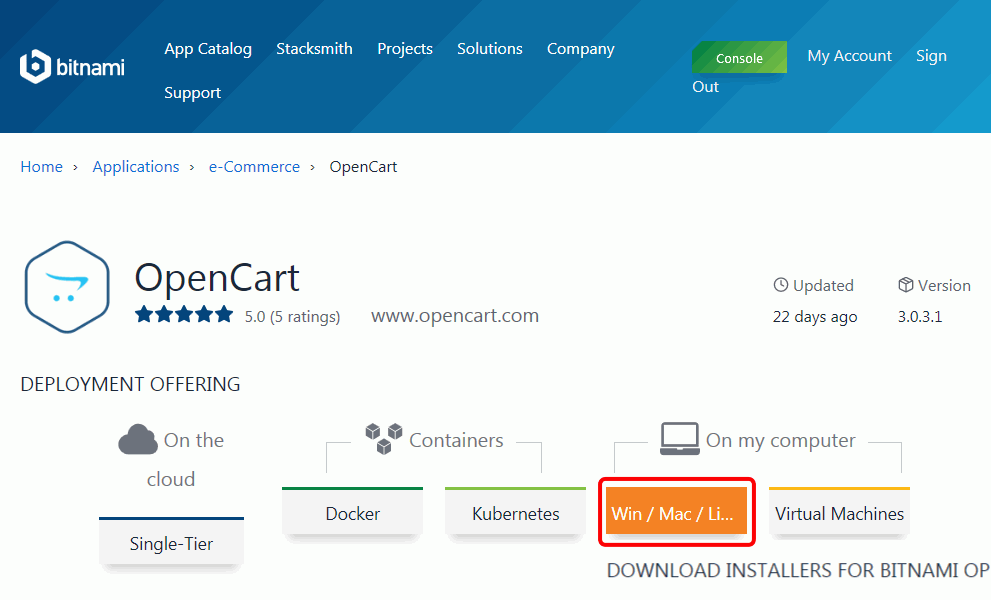 bitnami
App Catalog Stacksmith Projects Solutions Company
Support
Console My Account Sign
Out
Home › Applications › e-Commerce › OpenCart
OpenCart
5.0 (5 ratings) www.opencart.com
Updated Version
22 days ago 3.0.3.1
DEPLOYMENT OFFERING
On the
cloud
Containers
On my computer
Single-Tier
Docker
Kubernetes
Win / Mac / Li...
Virtual Machines
DOWNLOAD INSTALLERS FOR BITNAMI OP